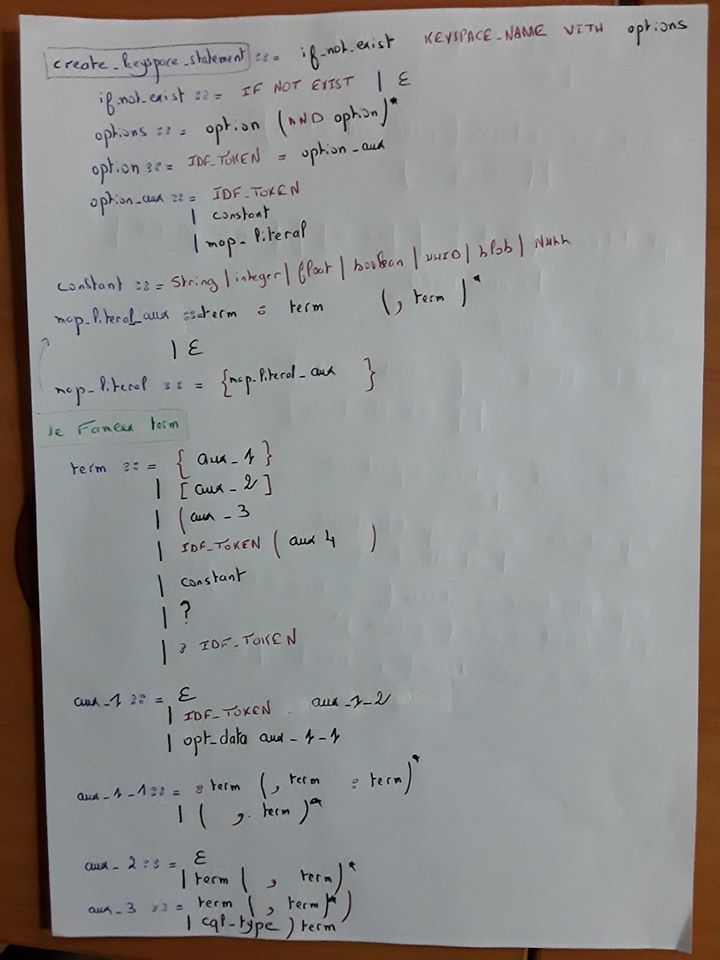 create_keyspace_statement ::= if_not_exist KEYSPACE_NAME WITH options
if_not_exist ::= IF NOT EXIST | ε
options ::= option (AND option)*
option ::= IDF_TOKEN = option_aux
option_aux ::= IDF_TOKEN
| constant
| map_literal
constant ::= String | integer | float | boolean | UUID | blob | NULL
map_literal_aux ::= term : term (, term)*
| ε
map_literal ::= {map_literal_aux }
term
term ::= { aux_1 }
| [ aux_2 ]
| (aux_3
| IDF_TOKEN ( aux 4 )
| constant
| ?
| : IDF_TOKEN
aux_1 ::= ε
| IDF_TOKEN . aux_1_2
| opt_data aux_1_1
aux_1_1 ::= : term (, term : term)*
| ( , term )*
aux_2 ::= ε
| term ( , term)*
aux_3 ::= term ( , term)* )
| cql_type ) term